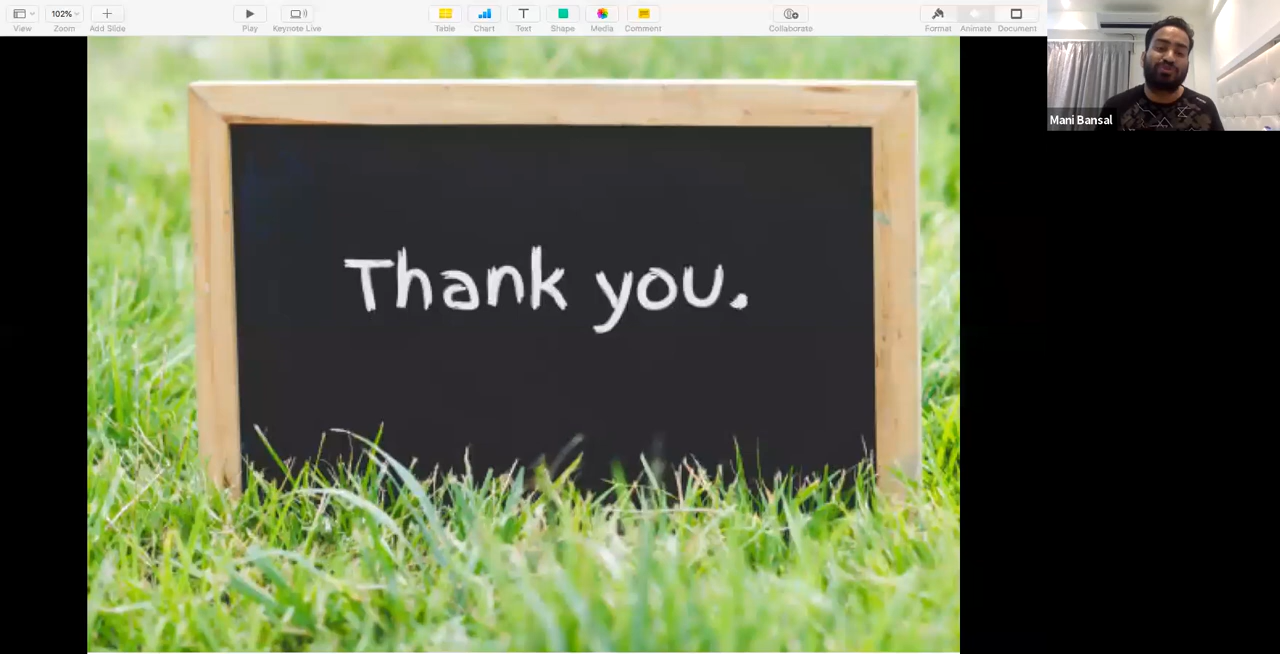 102%
View
Zoom
Add Slide
Play
Keynote Live
Table
Chart
Text
Shape
Media
Comment
Collaborate
Format
Animate
Document
Mani Bansal
Thank you.